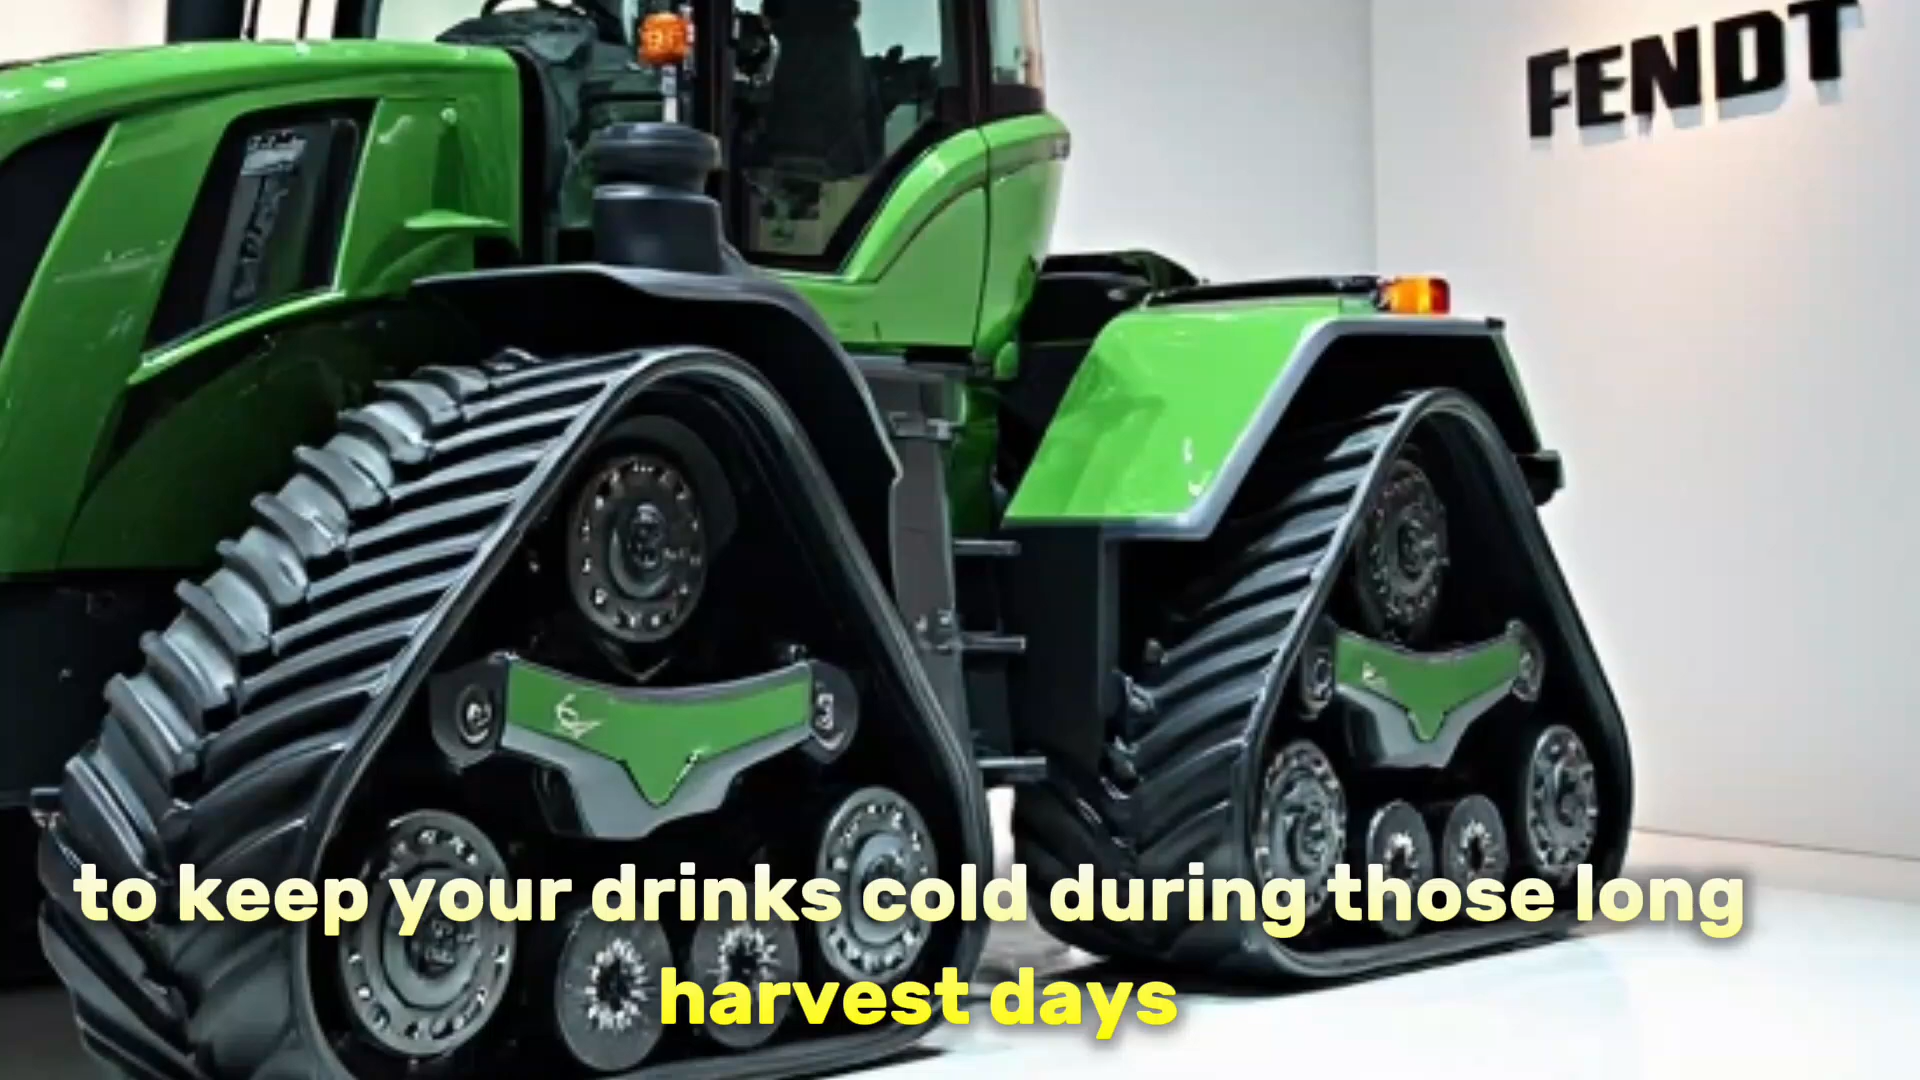 FENDT
to keep your drinks cold during those long
harvest days